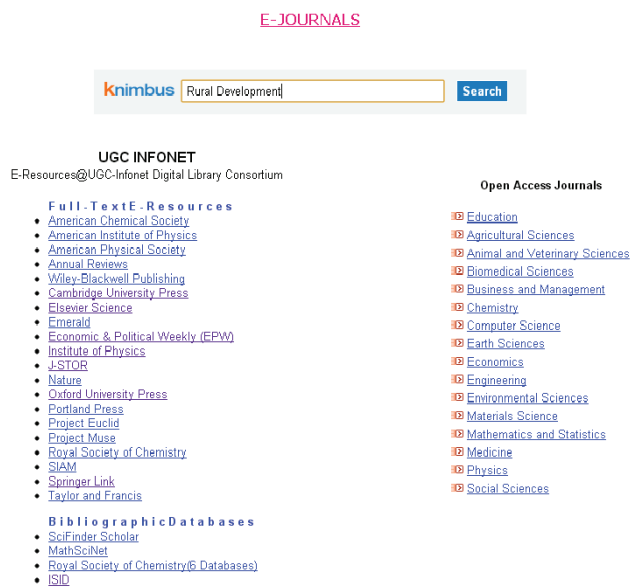 E-JOURNALS
knimbus Rural Development Search
UGC INFONET
E-Resources@UGC-Infonet Digital Library Consortium
Full-TextE-Resources
American Chemical Society
American Institute of Physics
American Physical Society
Annual Reviews
Wiley-Blackwell Publishing
Cambridge University Press
Elsevier Science
Emerald
Economic & Political Weekly (EPW)
Institute of Physics
J-STOR
Nature
Oxford University Press
Portland Press
Project Euclid
Project Muse
Royal Society of Chemistry
SIAM
Springer Link
Taylor and Francis
BibliographicDatabases
SciFinder Scholar
MathSciNet
Royal Society of Chemistry(6 Databases)
ISID
Open Access Journals
Education
Agricultural Sciences
Animal and Veterinary Sciences
Biomedical Sciences
Business and Management
Chemistry
Computer Science
Earth Sciences
Economics
Engineering
Environmental Sciences
Materials Science
Mathematics and Statistics
Medicine
Physics
Social Sciences